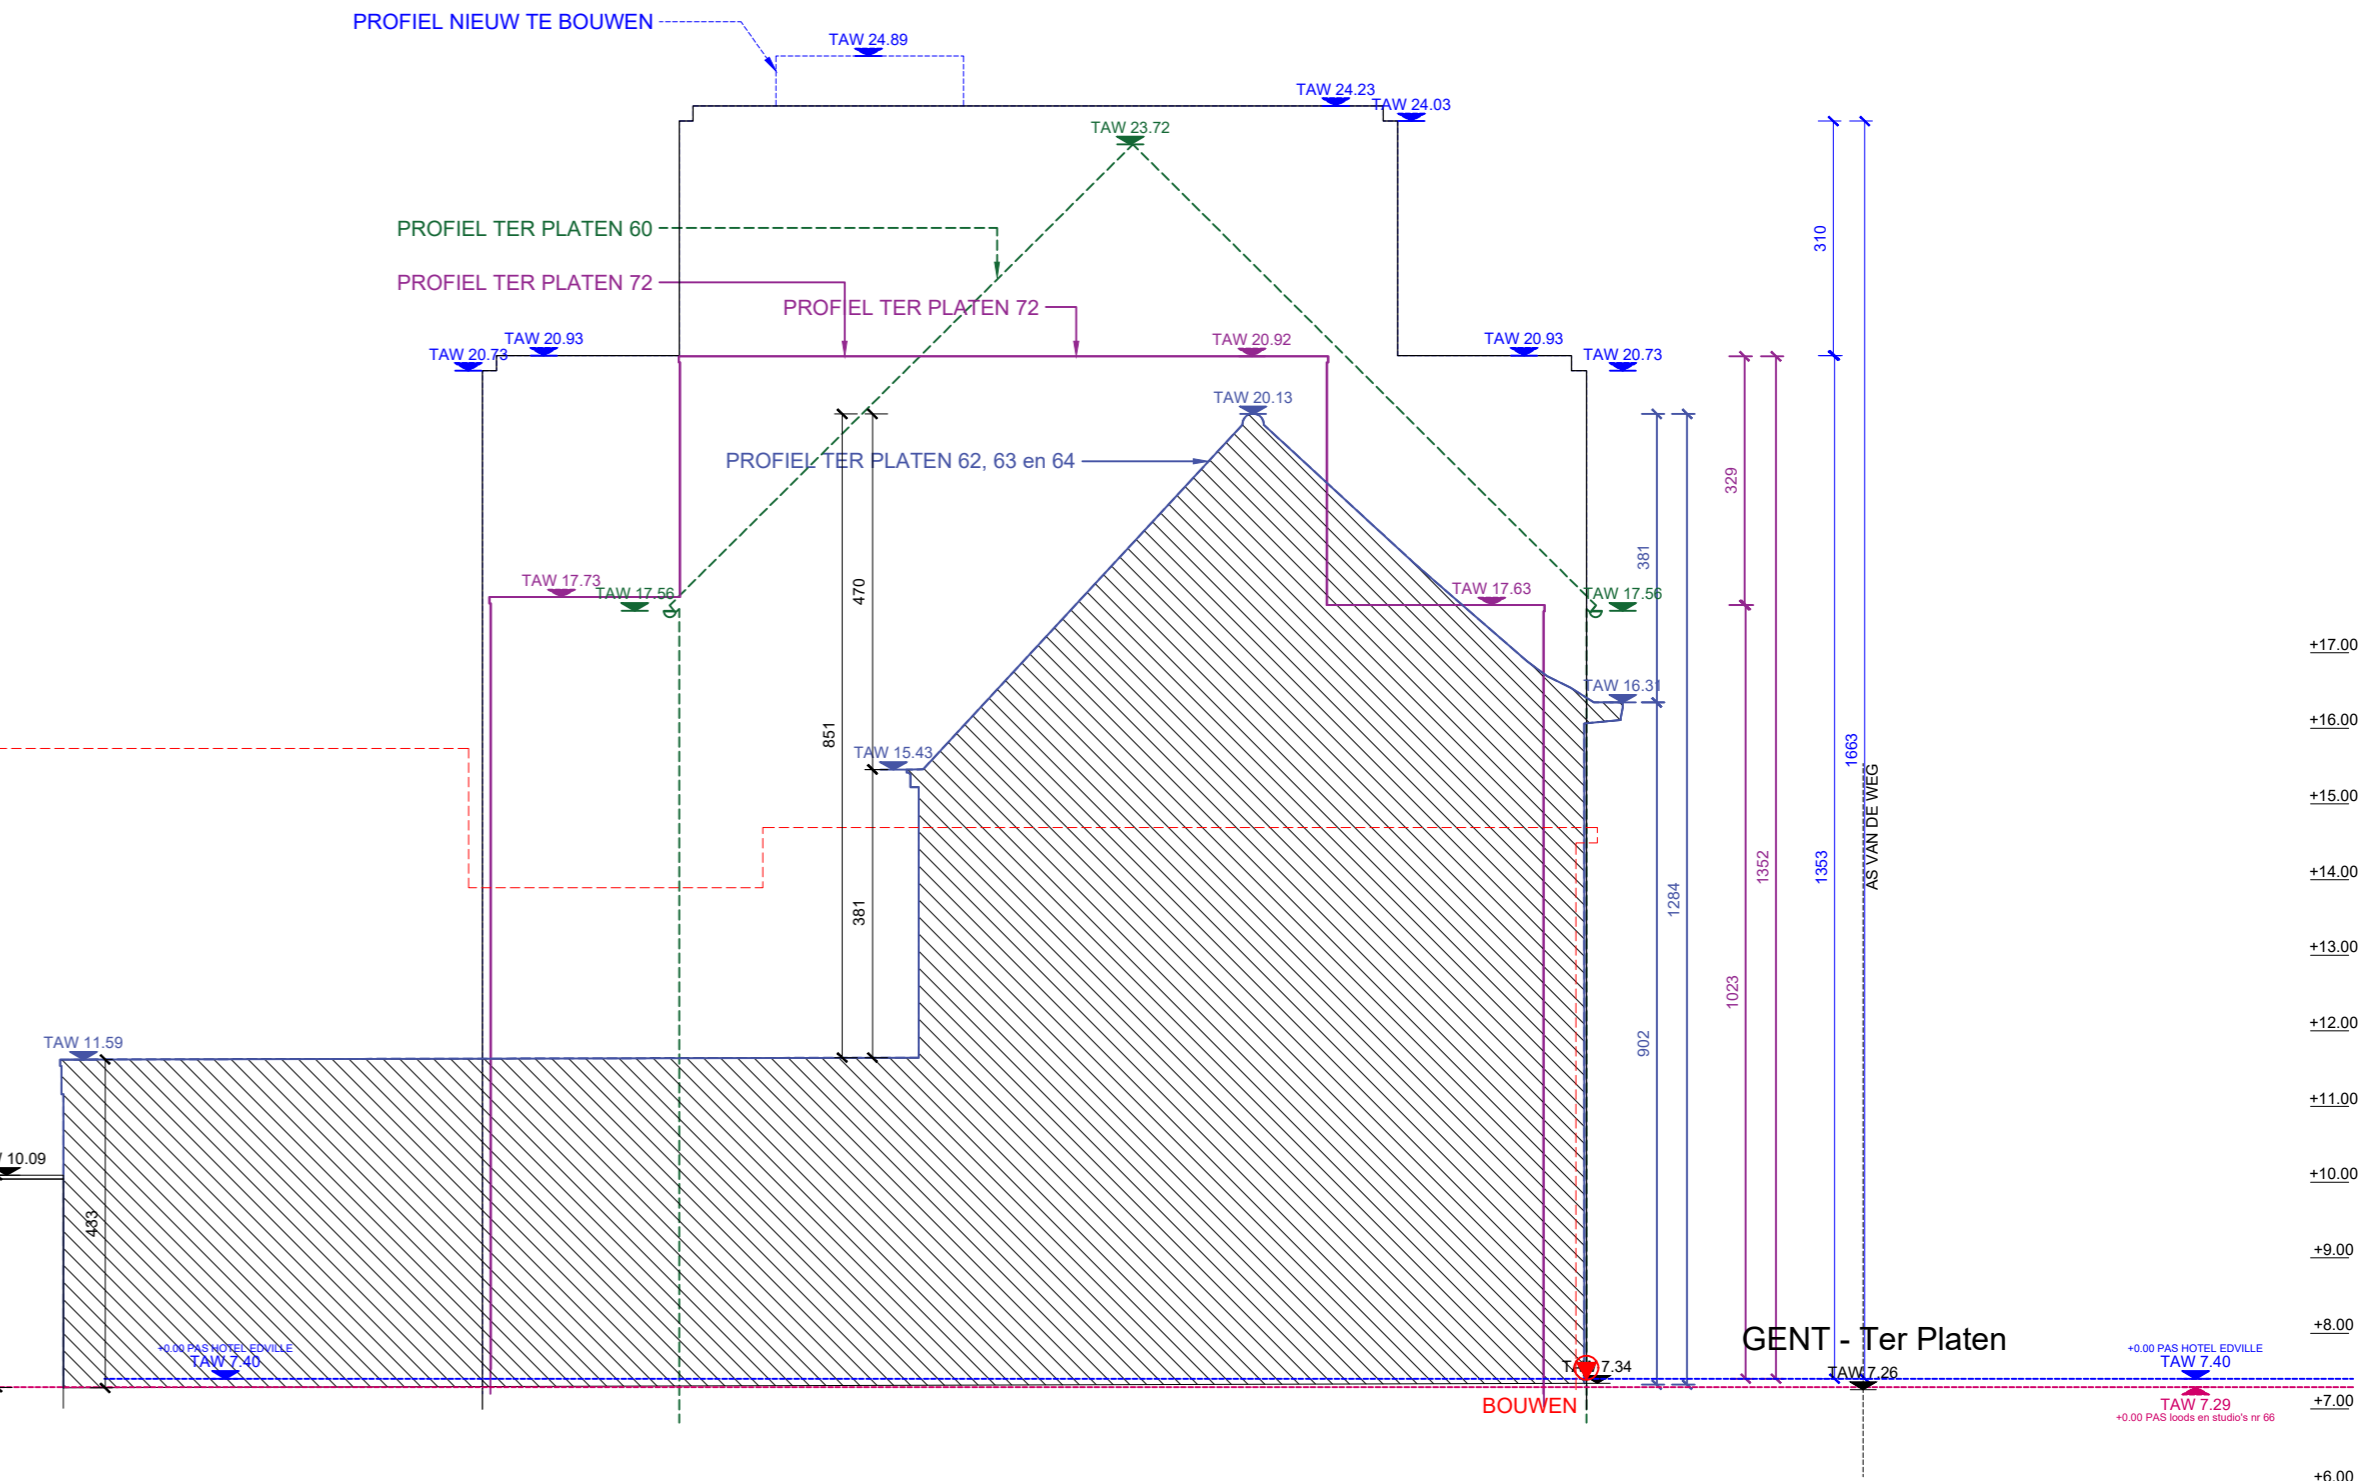 PROFIEL NIEUW TE BOUWEN
TAW 24.89
TAW 24.23
TAW 24.03
TAW 23.72
PROFIEL TER PLATEN 60
310
PROFIEL TER PLATEN 72
PROFIEL TER PLATEN 72
TAW 20.93
TAW 20.92
TAW 20.93
TAW 20.73
TAW 20.73
TAW 20.13
PROFIEL TER PLATEN 62, 63 en 64
329
381
TAW 17.73
TAW 17.56
470
TAW 17.63
TAW 17.56
+17.00
TAW 16.31
+16.00
851
TAW 15.43
1663
AS VAN DE WEG
+15.00
1352
1353
+14.00
381
1284
+13.00
1023
902
+12.00
TAW 11.59
+11.00
10.09
+10.00
433
+9.00
+8.00
GENT - Ter Platen
+0.00 PAS HOTEL EDVILLE
TAW 7.40
+0.00 PAS HOTEL EDVILLE
TAW 7.40
TAW 7.34
TAW 7.26
BOUWEN
TAW 7.29
+0.00 PAS loods en studio's nr 66
+7.00
+6.00